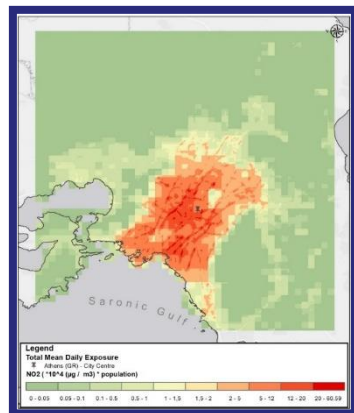 Saronic Gulf
Legend
Total Mean Daily Exposure
Athens (GR) - City Centre
NO2 ( *10^4 (µg / m3) * population)
0 - 0.05 0.05 - 0.1 0.1 - 0.5 0.5 - 1 1 - 1.5 1.5 - 2 2 - 5 5 - 12 12 - 20 20 - 60.59